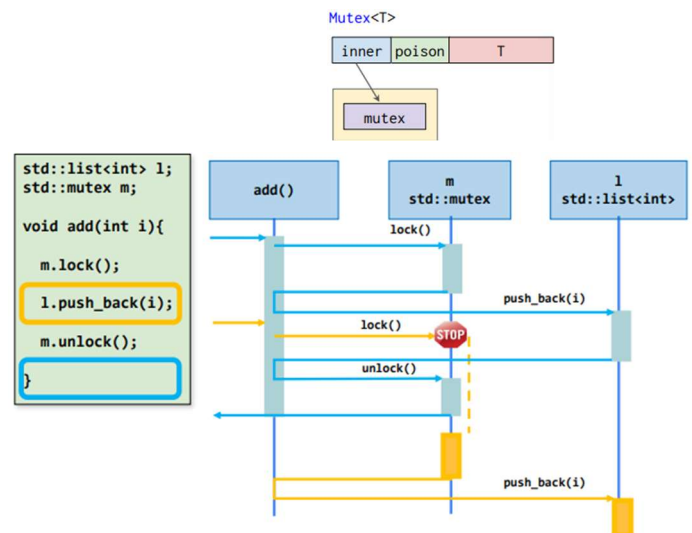 Mutex<T>
inner poison T
mutex
std::list<int> l;
std::mutex m;
void add(int i){
m.lock();
l.push_back(i);
m.unlock();
}
add()
m
std::mutex
l
std::list<int>
lock()
push_back(i)
lock()
STOP
unlock()
push_back(i)